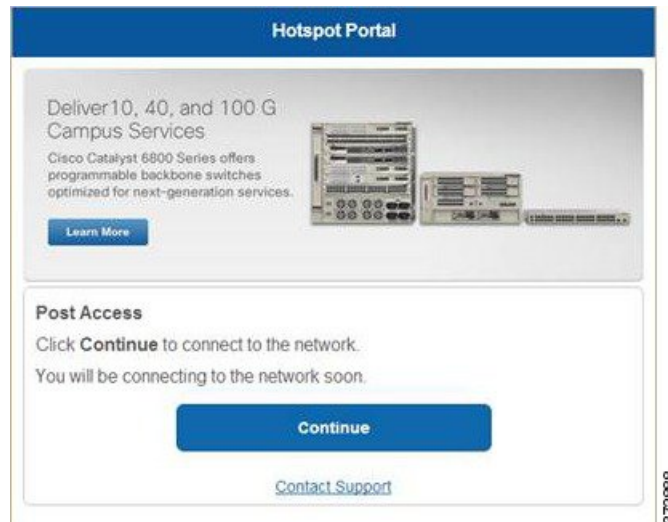 Hotspot Portal
Deliver10, 40, and 100 G
Campus Services
Cisco Catalyst 6800 Series offers
programmable backbone switches
optimized for next-generation services.
Learn More
Post Access
Click Continue to connect to the network.
You will be connecting to the network soon.
Continue
Contact Support